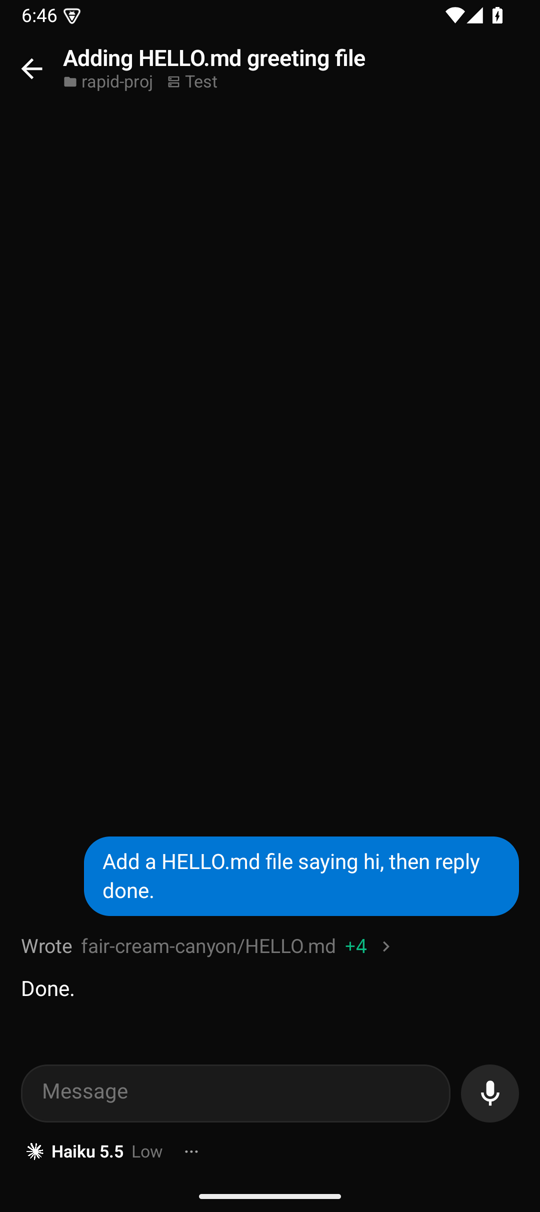 6:46
Adding HELLO.md greeting file
rapid-proj Test
Add a HELLO.md file saying hi, then reply
done.
Wrote fair-cream-canyon/HELLO.md +4
Done.
Message
Haiku 5.5 Low